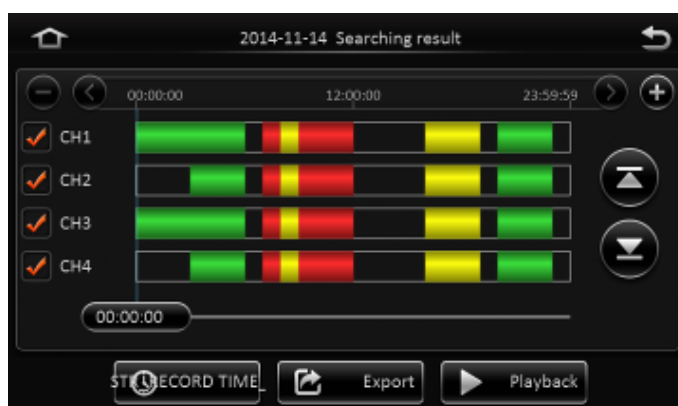 2014-11-14 Searching result
00:00:00 12:00:00 23:59:59
CH1
CH2
CH3
CH4
00:00:00
RECORD TIME_ Export Playback